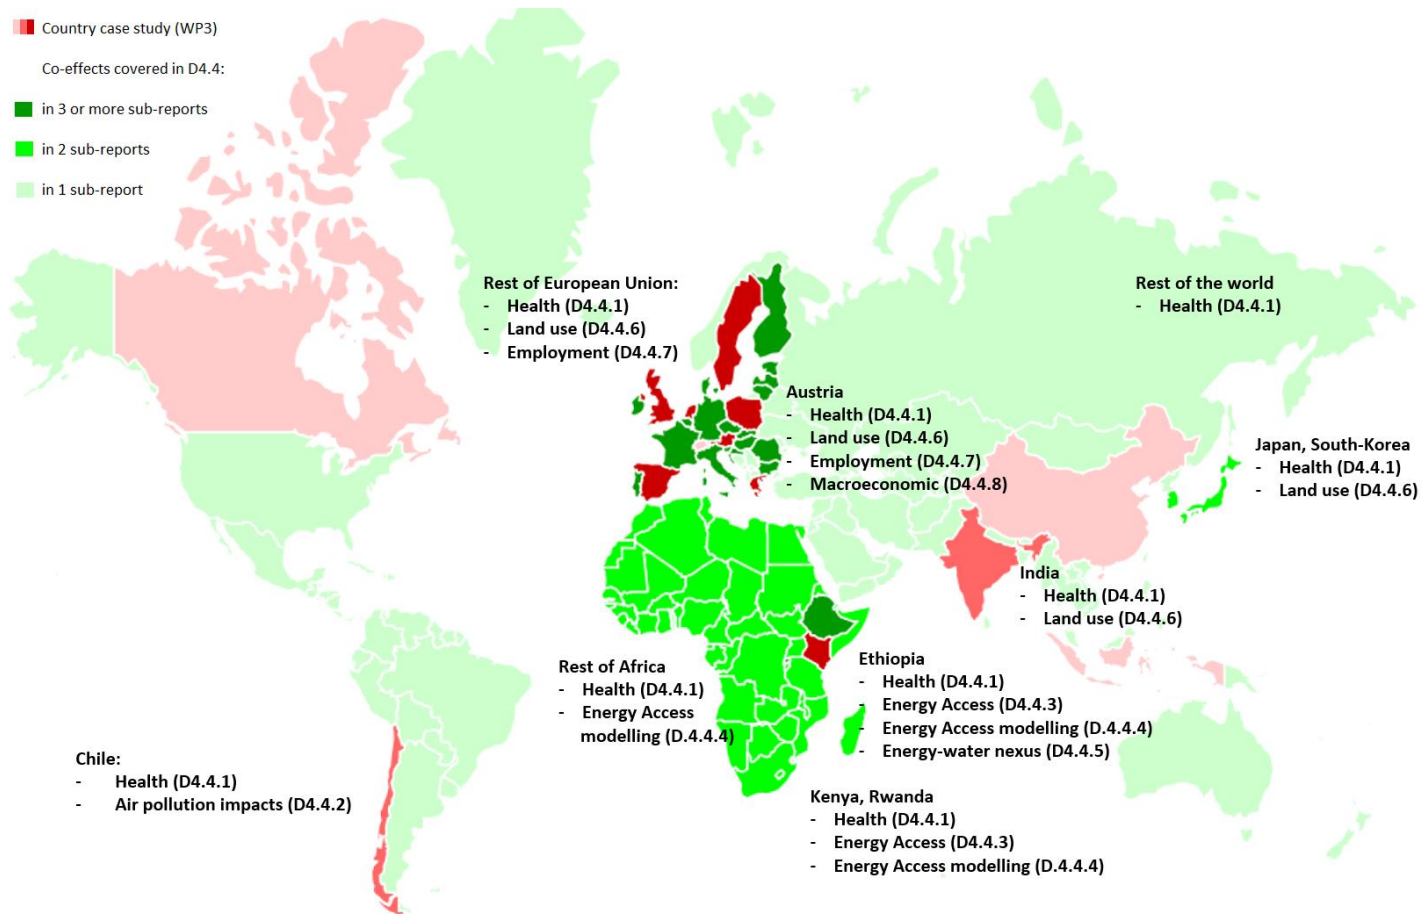 Country case study (WP3)
Co-effects covered in D4.4:
in 3 or more sub-reports
in 2 sub-reports
in 1 sub-report
Rest of European Union:
- Health (D4.4.1)
- Land use (D4.4.6)
- Employment (D4.4.7)
Rest of the world
- Health (D4.4.1)
Austria
- Health (D4.4.1)
- Land use (D4.4.6)
- Employment (D4.4.7)
- Macroeconomic (D4.4.8)
Japan, South-Korea
- Health (D4.4.1)
- Land use (D4.4.6)
India
- Health (D4.4.1)
- Land use (D4.4.6)
Rest of Africa
- Health (D4.4.1)
- Energy Access
modelling (D.4.4.4)
Ethiopia
- Health (D4.4.1)
- Energy Access (D4.4.3)
- Energy Access modelling (D.4.4.4)
- Energy-water nexus (D4.4.5)
Chile:
- Health (D4.4.1)
- Air pollution impacts (D4.4.2)
Kenya, Rwanda
- Health (D4.4.1)
- Energy Access (D4.4.3)
- Energy Access modelling (D.4.4.4)